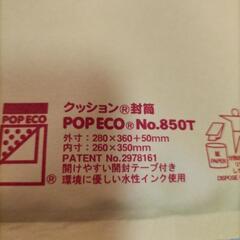 クッション®封筒
POP ECO® No.850T
POP ECO
外寸：280×360＋50mm
内寸：260×350mm
PATENT No.2978161
開けやすい開封テープ付き
環境に優しい水性インク使用
®
紙
PAPER